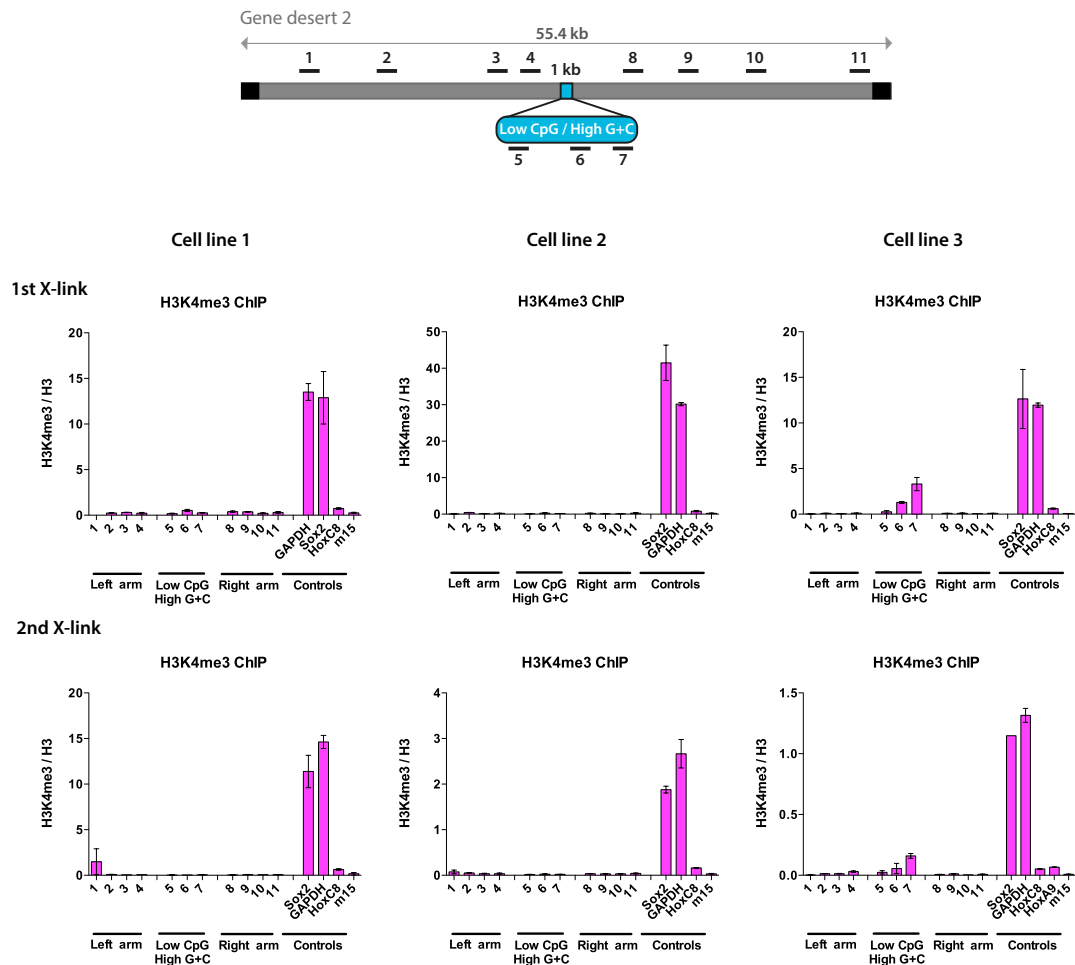 Gene desert 2
55.4 kb
1 2 3 4 8 9 10 11
1 kb
Low CpG / High G+C
5 6 7
Cell line 1 Cell line 2 Cell line 3
1st X-link
H3K4me3 ChIP
H3K4me3 / H3
20
15
10
5
0
1 2 3 4 5 6 7 8 9 10 11 GAPDH Sox2 HoxC8 m15
Left arm Low CpG Right arm Controls
High G+C
H3K4me3 ChIP
H3K4me3 / H3
50
40
30
20
10
0
1 2 3 4 5 6 7 8 9 10 11 Sox2 GAPDH HoxC8 m15
Left arm Low CpG Right arm Controls
High G+C
H3K4me3 ChIP
H3K4me3 / H3
20
15
10
5
0
1 2 3 4 5 6 7 8 9 10 11 Sox2 GAPDH HoxC8 m15
Left arm Low CpG Right arm Controls
High G+C
2nd X-link
H3K4me3 ChIP
H3K4me3 / H3
20
15
10
5
0
1 2 3 4 5 6 7 8 9 10 11 Sox2 GAPDH HoxC8 m15
Left arm Low CpG Right arm Controls
High G+C
H3K4me3 ChIP
H3K4me3 / H3
4
3
2
1
0
1 2 3 4 5 6 7 8 9 10 11 Sox2 GAPDH HoxC8 m15
Left arm Low CpG Right arm Controls
High G+C
H3K4me3 ChIP
H3K4me3 / H3
1.5
1.0
0.5
0.0
1 2 3 4 5 6 7 8 9 10 11 Sox2 GAPDH HoxC8 HoxA9 m15
Left arm Low CpG Right arm Controls
High G+C